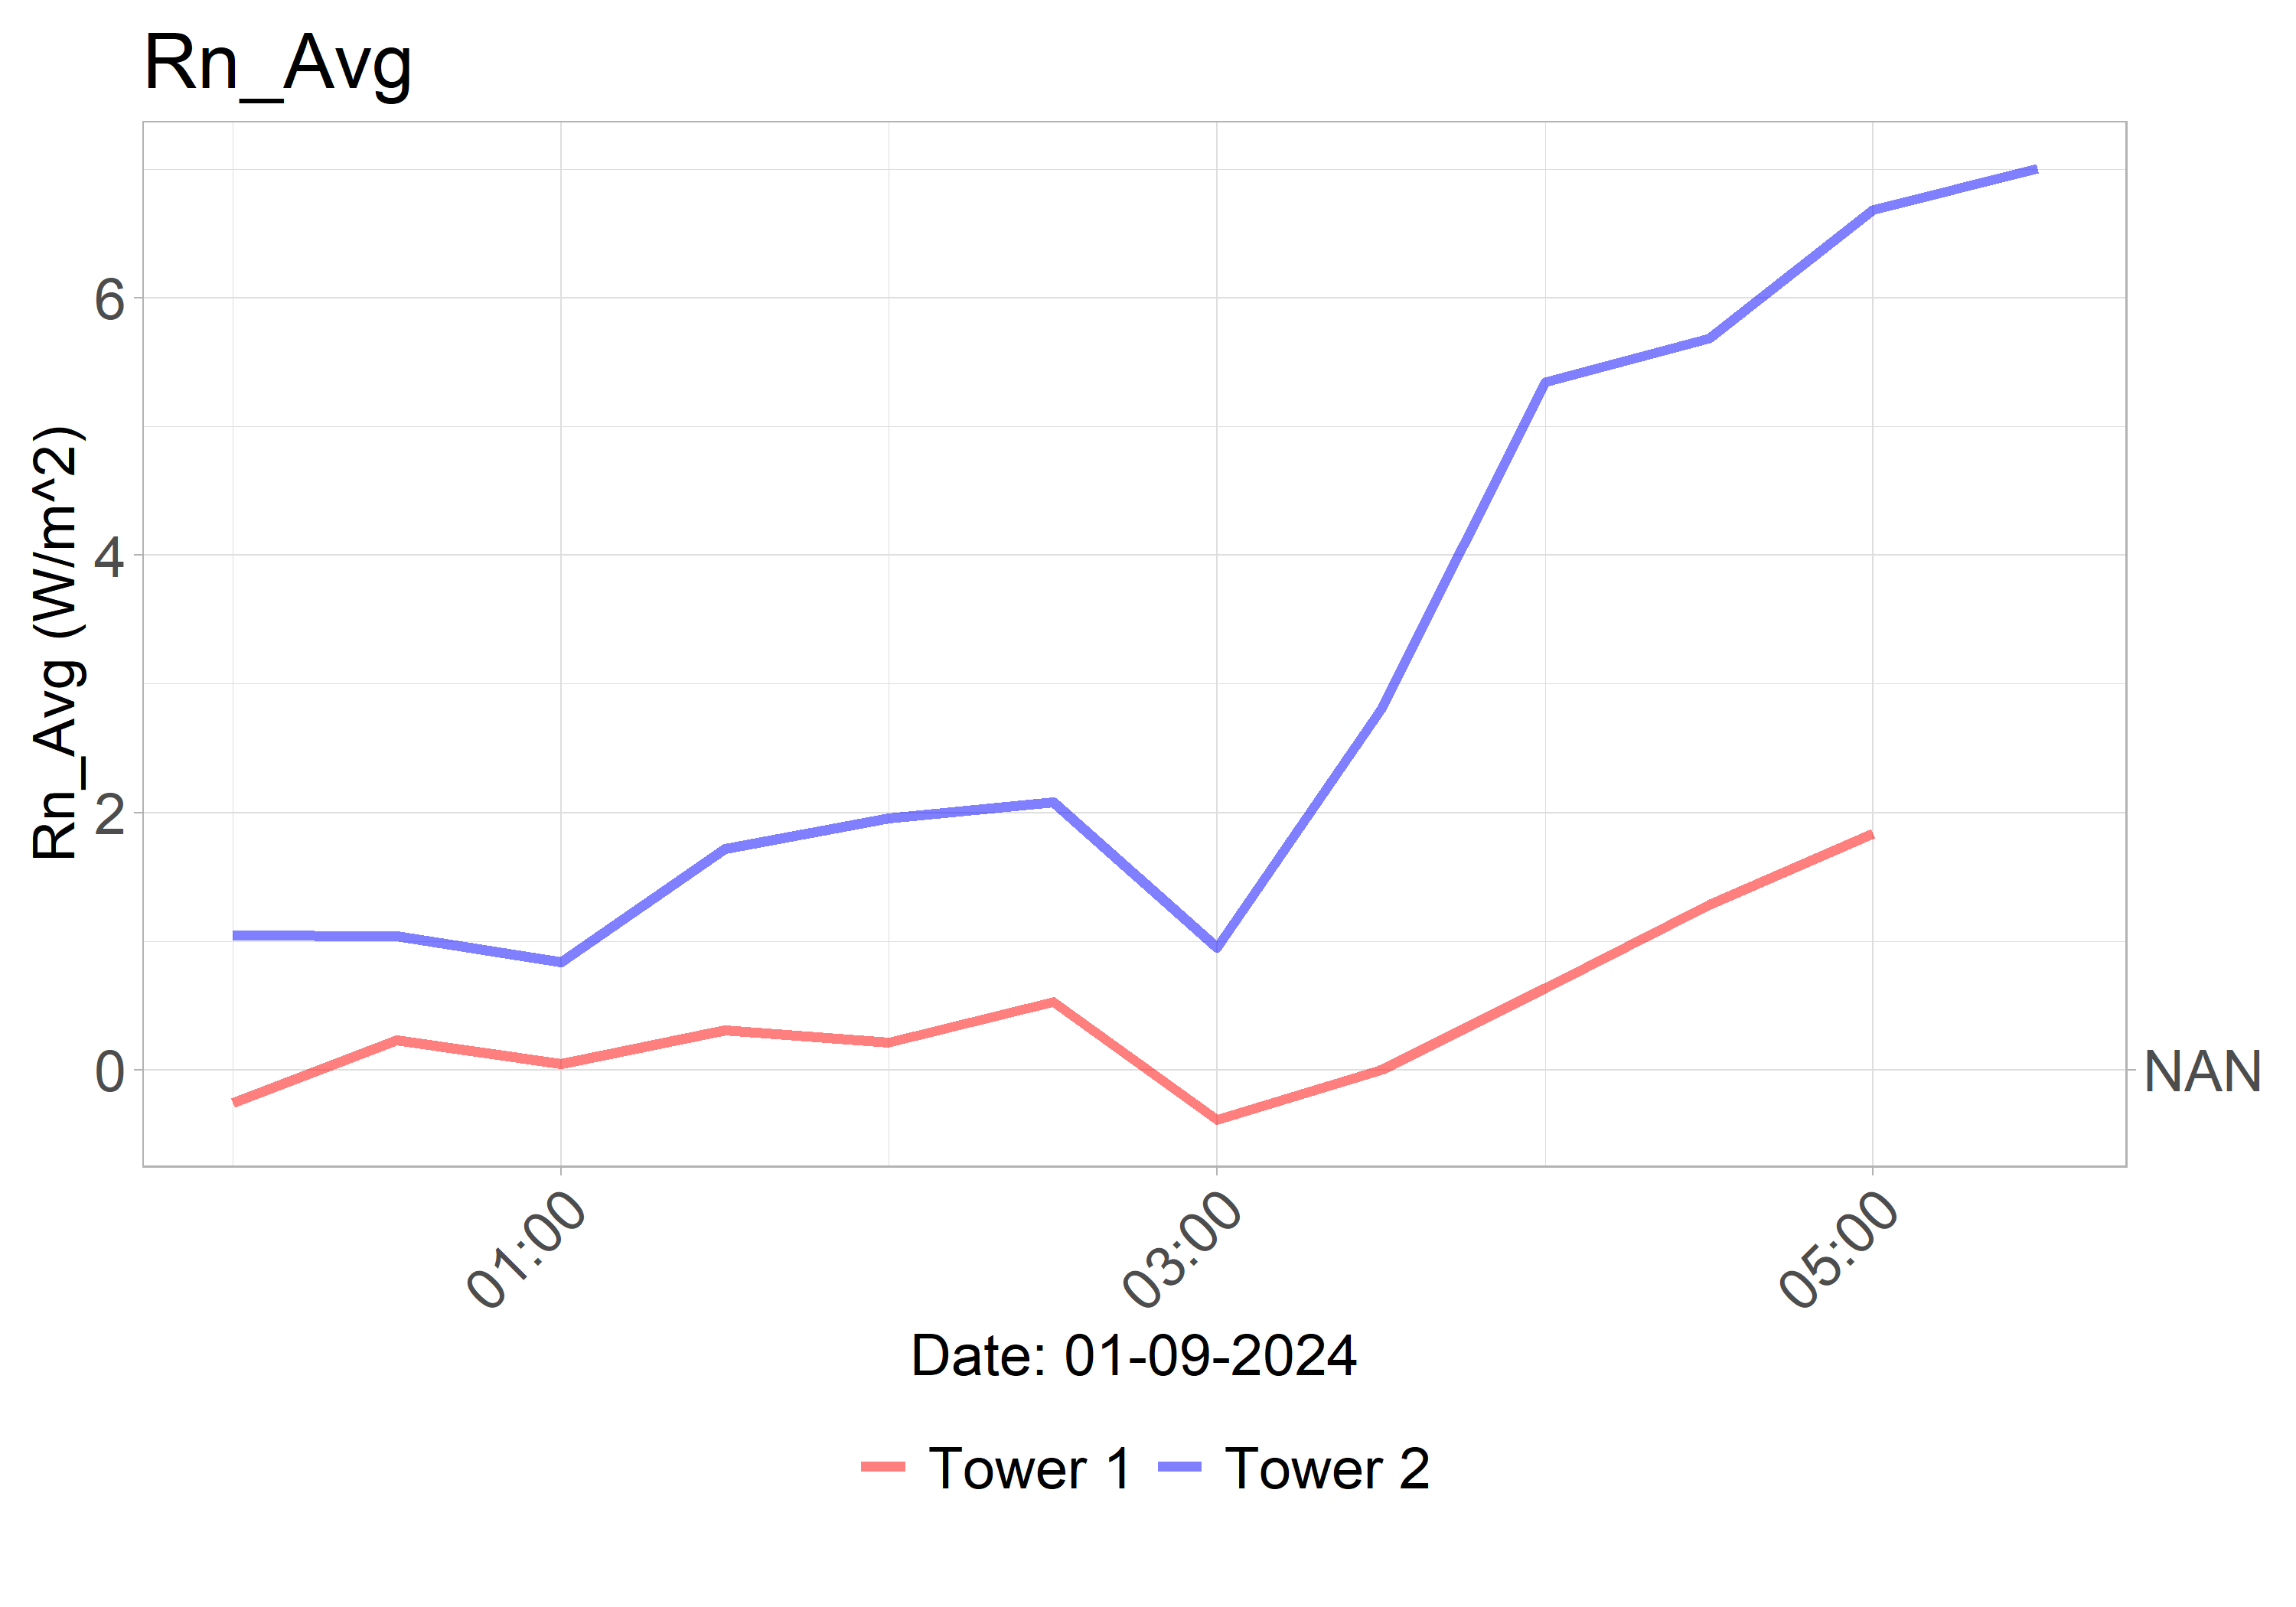 Rn_Avg
Rn_Avg (W/m^2)
6
4
2
0
NAN
01:00
03:00
05:00
Date: 01-09-2024
Tower 1
Tower 2